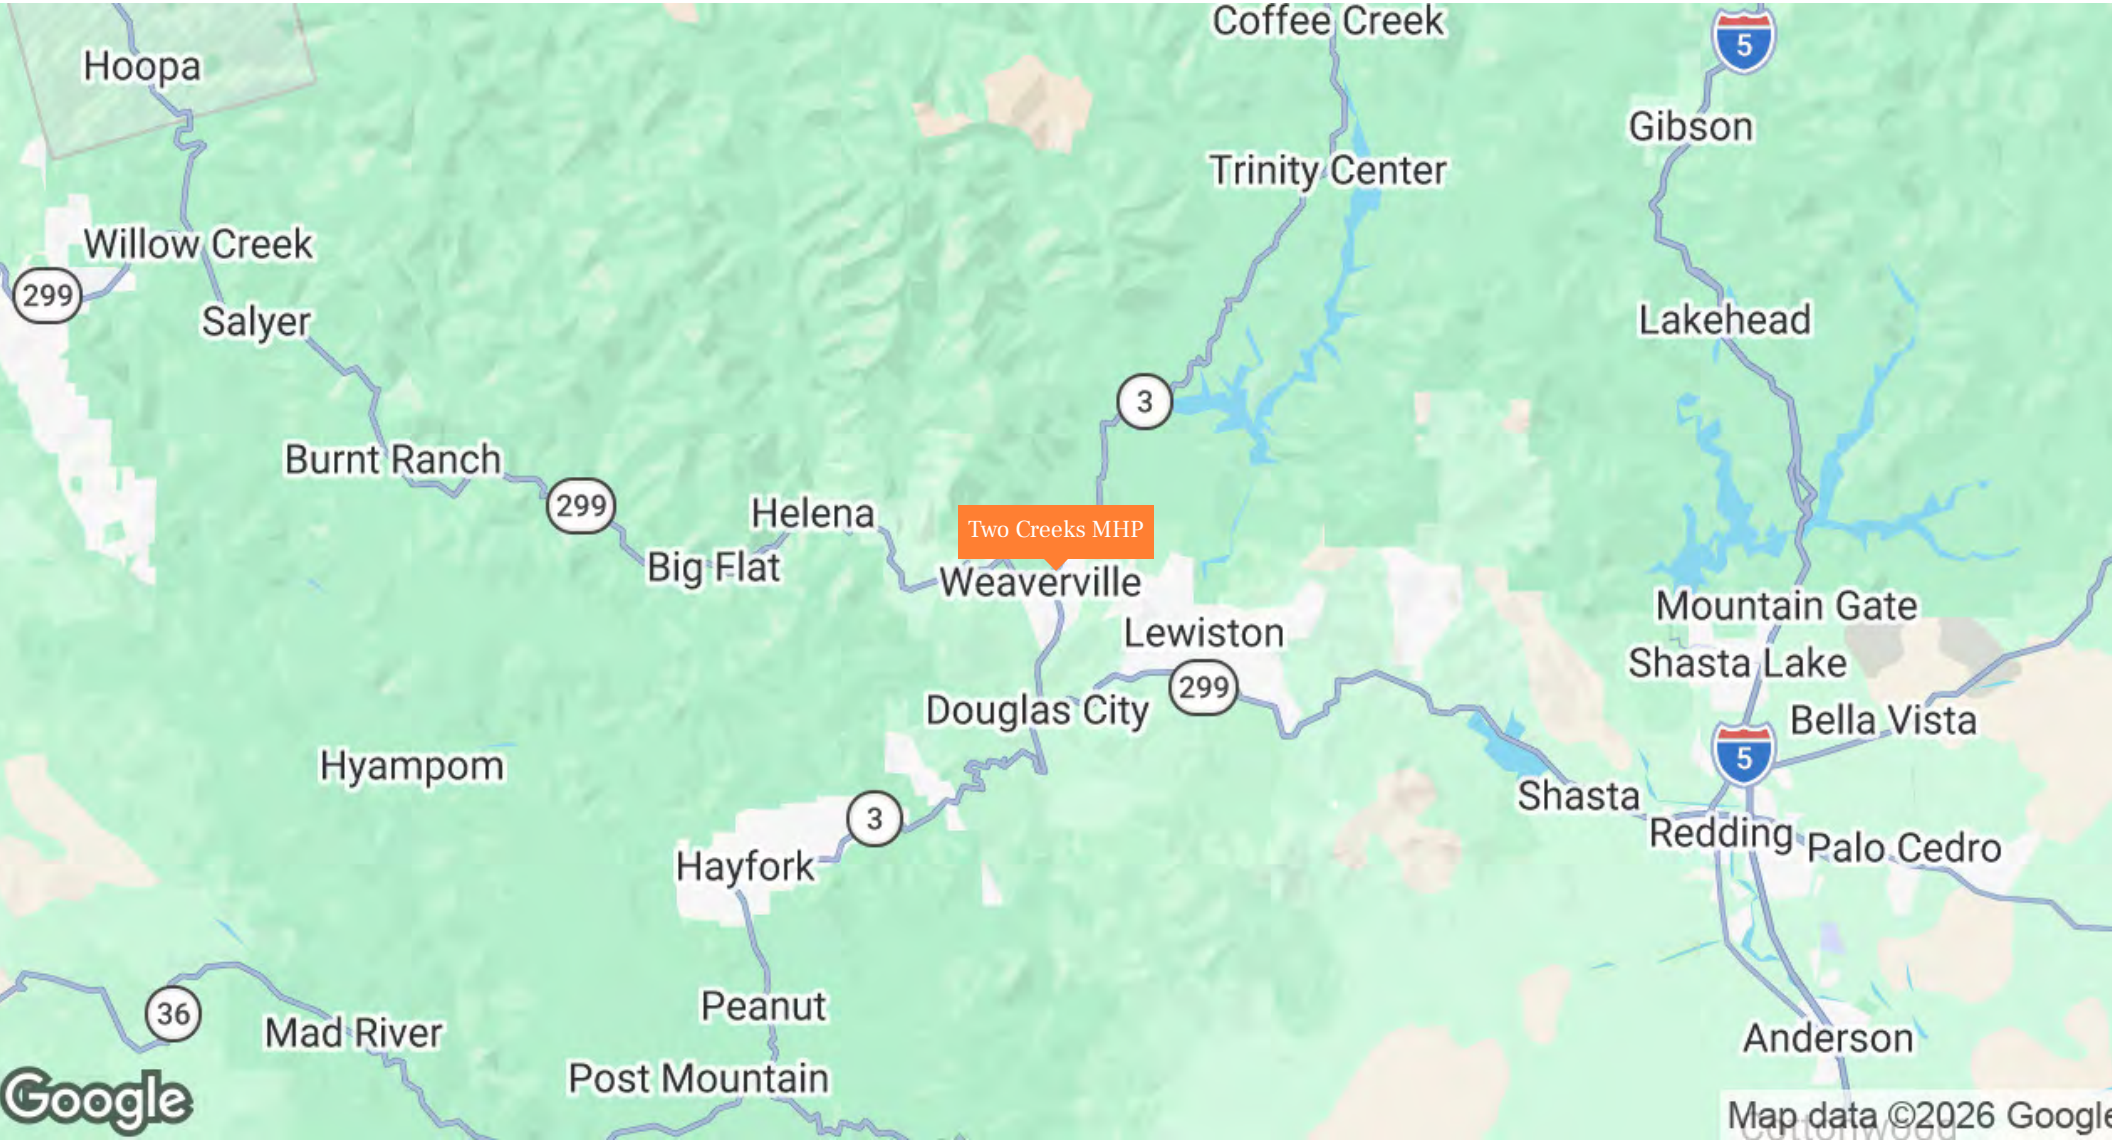 Coffee Creek
5
Hoopa
Gibson
Trinity Center
Willow Creek
299
Salyer
Lakehead
3
Burnt Ranch
299
Helena
Two Creeks MHP
Big Flat
Weaverville
Mountain Gate
Lewiston
Shasta Lake
299
Douglas City
Bella Vista
5
Hyampom
Shasta
3
Redding
Palo Cedro
Hayfork
Peanut
36
Mad River
Anderson
Post Mountain
Google
Map data ©2026 Google
Cottonwood